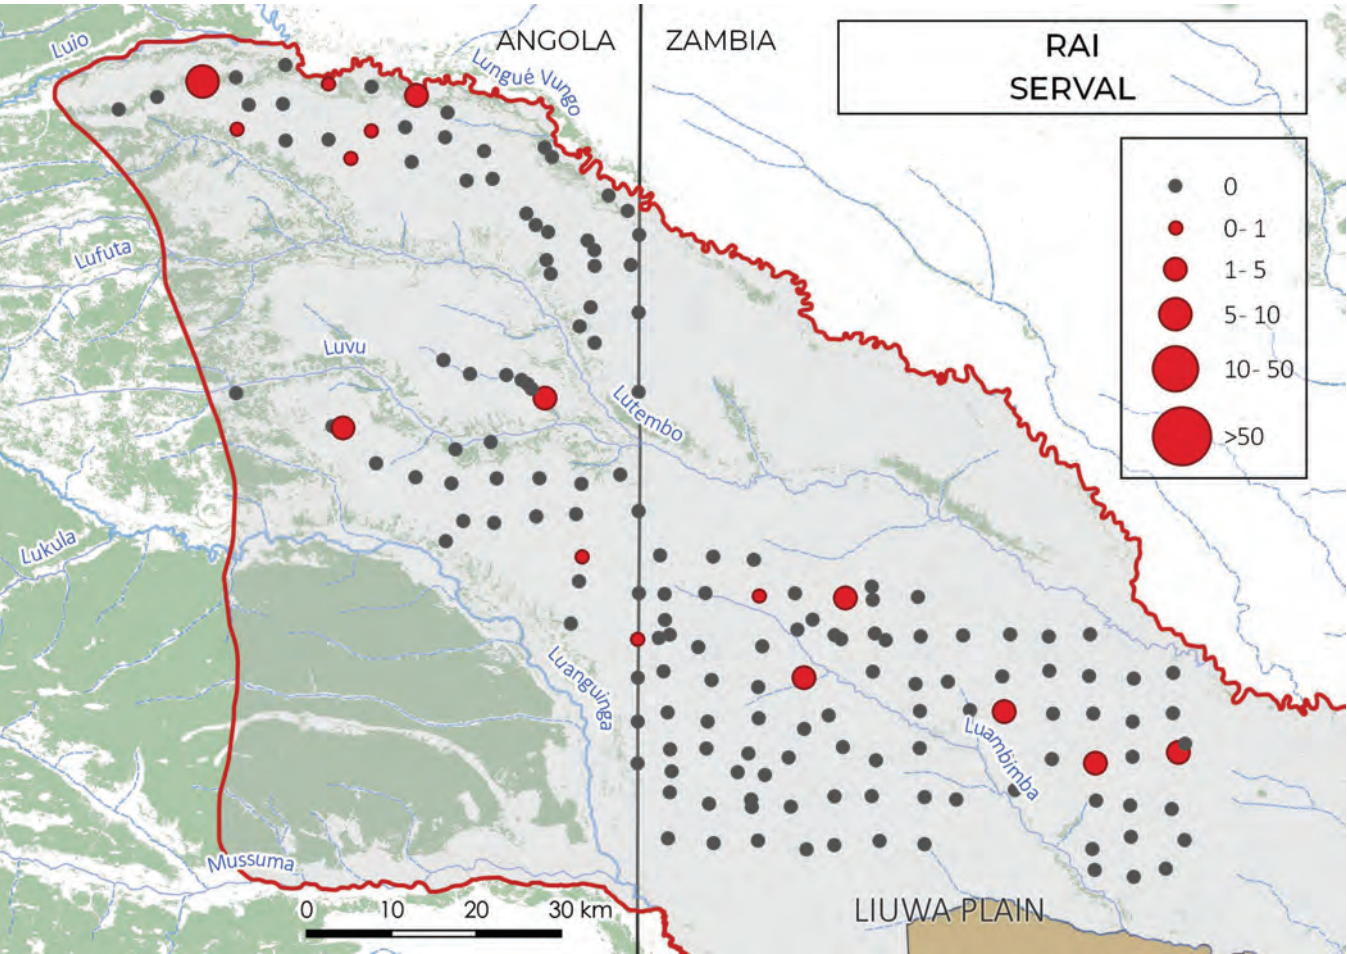 ANGOLA
ZAMBIA
RAI
SERVAL
Luio
Lungué Vungo
0
0-1
1-5
5-10
10-50
>50
Lufuta
Luvu
Lutembo
Lukula
Luanguinga
Luambimba
Mussuma
0 10 20 30 km
LIUWA PLAIN